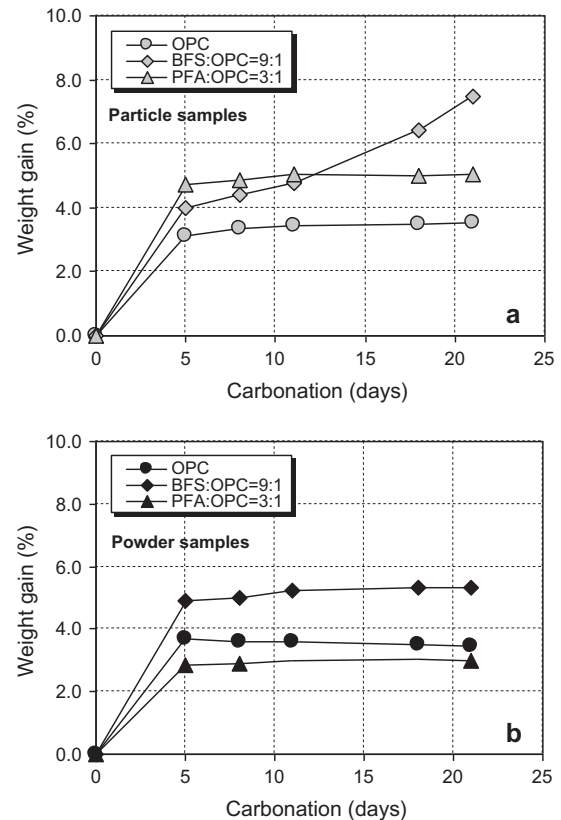 10.0
8.0
6.0
4.0
2.0
0.0
Weight gain (%)
OPC
BFS:OPC=9:1
PFA:OPC=3:1
Particle samples
a
0 5 10 15 20 25
Carbonation (days)
10.0
8.0
6.0
4.0
2.0
0.0
Weight gain (%)
OPC
BFS:OPC=9:1
PFA:OPC=3:1
Powder samples
b
0 5 10 15 20 25
Carbonation (days)